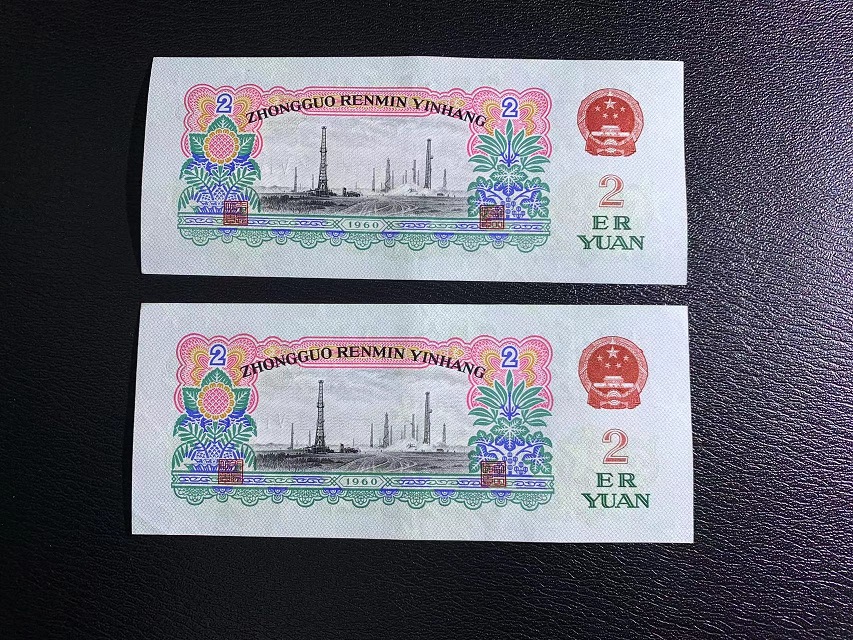 2 ZHONGGUO RENMIN YINHANG 2
1960
2
ER
YUAN
2 ZHONGGUO RENMIN YINHANG 2
1960
2
ER
YUAN